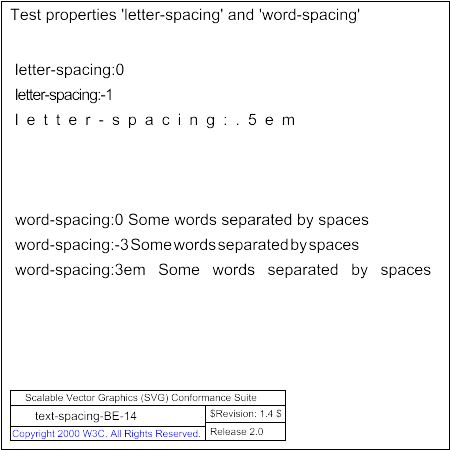 Test properties 'letter-spacing' and 'word-spacing'
letter-spacing:0
letter-spacing:-1
letter-spacing:.5em
word-spacing:0 Some words separated by spaces
word-spacing:-3 Some words separated by spaces
word-spacing:3em Some words separated by spaces
Scalable Vector Graphics (SVG) Conformance Suite
text-spacing-BE-14
$Revision: 1.4 $
Copyright 2000 W3C. All Rights Reserved.
Release 2.0